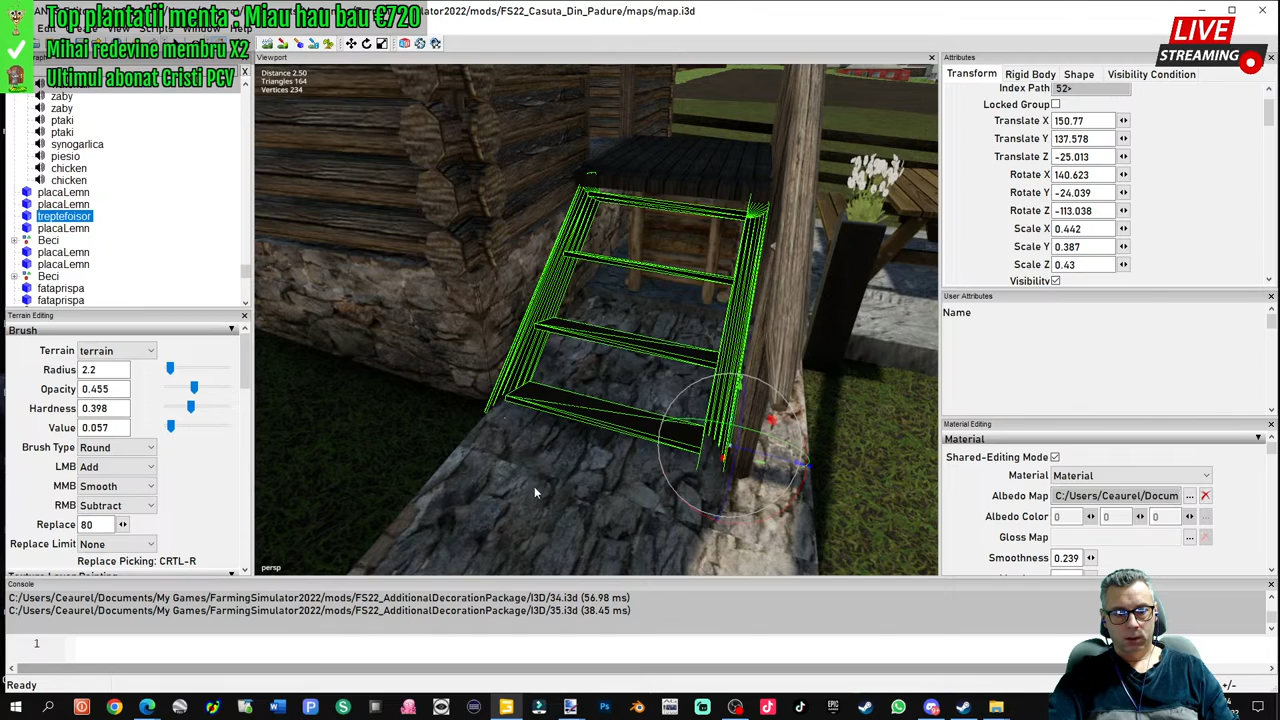 Top plantatii menta : Miau hau bau €720
Mihai redevine membru X2
Ultimul abonat Cristi PCV
Simulator2022/mods/FS22_Casuta_Din_Padure/maps/map.i3d
LIVE
STREAMING
Viewport
Distance 2.50
Triangles 164
Vertices 234
persp
zaby
zaby
ptaki
ptaki
synogarlica
piesio
chicken
chicken
placaLemn
placaLemn
treptefoisor
placaLemn
Beci
placaLemn
placaLemn
Beci
fataprispa
fataprispa
Terrain Editing
Brush
Terrain terrain
Radius 2.2
Opacity 0.455
Hardness 0.398
Value 0.057
Brush Type Round
LMB Add
MMB Smooth
RMB Subtract
Replace 80
Replace Limit None
Replace Picking: CRTL-R
Attributes
Transform Rigid Body Shape Visibility Condition
Index Path 52>
Locked Group
Translate X 150.77
Translate Y 137.578
Translate Z -25.013
Rotate X 140.623
Rotate Y -24.039
Rotate Z -113.038
Scale X 0.442
Scale Y 0.387
Scale Z 0.43
Visibility
User Attributes
Name
Material Editing
Material
Shared-Editing Mode
Material Material
Albedo Map C:/Users/Ceaurel/Docum ...
Albedo Color 0 0 0
Gloss Map ...
Smoothness 0.239
Console
C:/Users/Ceaurel/Documents/My Games/FarmingSimulator2022/mods/FS22_AdditionalDecorationPackage/I3D/34.i3d (56.98 ms)
C:/Users/Ceaurel/Documents/My Games/FarmingSimulator2022/mods/FS22_AdditionalDecorationPackage/I3D/35.i3d (38.45 ms)
1
Ready
+/-